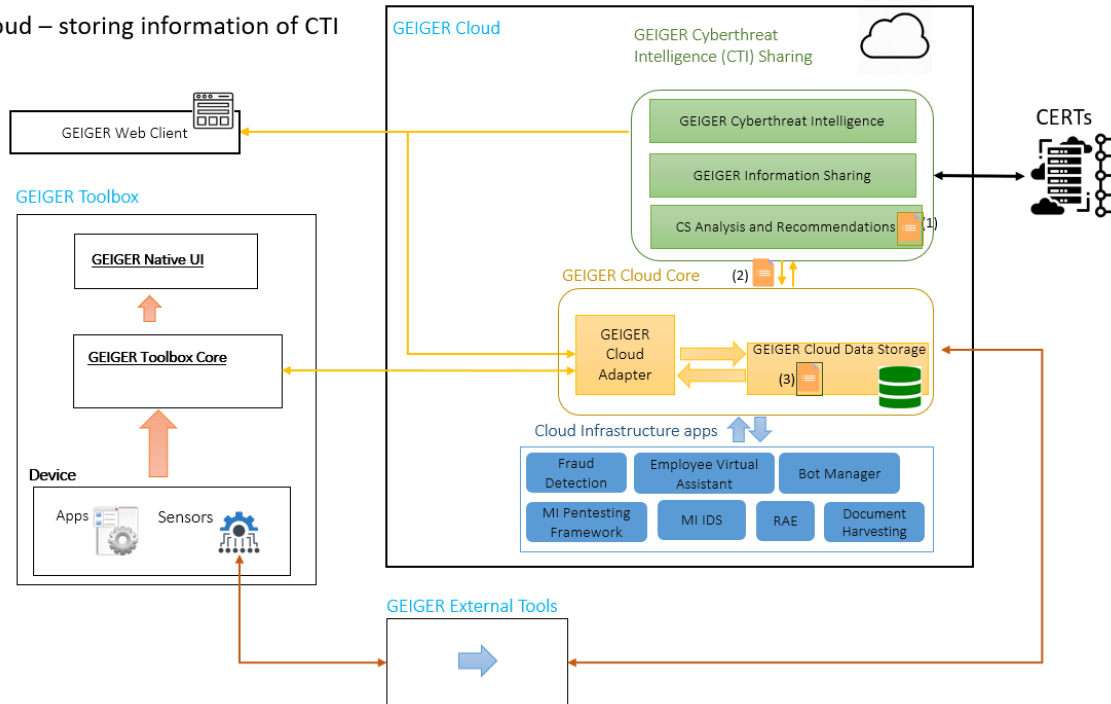 oud – storing information of CTI
GEIGER Cloud
GEIGER Cyberthreat
Intelligence (CTI) Sharing
GEIGER Web Client
GEIGER Cyberthreat Intelligence
GEIGER Information Sharing
CS Analysis and Recommendations
(1)
CERTs
GEIGER Toolbox
GEIGER Native UI
GEIGER Toolbox Core
Device
Apps
Sensors
GEIGER Cloud Core
(2)
GEIGER
Cloud
Adapter
GEIGER Cloud Data Storage
(3)
Cloud Infrastructure apps
Fraud
Detection
Employee Virtual
Assistant
Bot Manager
MI Pentesting
Framework
MI IDS
RAE
Document
Harvesting
GEIGER External Tools